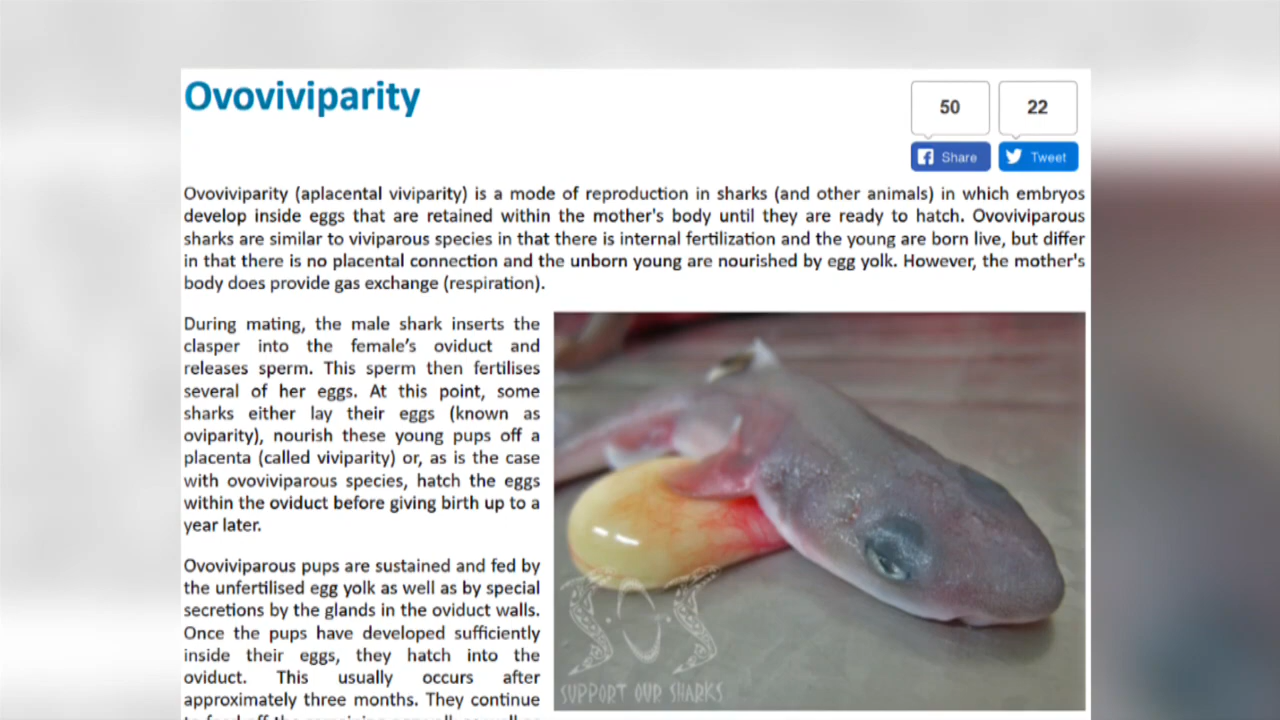 Ovoviviparity
50
22
Share
Tweet
Ovoviviparity (aplacental viviparity) is a mode of reproduction in sharks (and other animals) in which embryos
develop inside eggs that are retained within the mother's body until they are ready to hatch. Ovoviviparous
sharks are similar to viviparous species in that there is internal fertilization and the young are born live, but differ
in that there is no placental connection and the unborn young are nourished by egg yolk. However, the mother's
body does provide gas exchange (respiration).
During mating, the male shark inserts the
clasper into the female's oviduct and
releases sperm. This sperm then fertilises
several of her eggs. At this point, some
sharks either lay their eggs (known as
oviparity), nourish these young pups off a
placenta (called viviparity) or, as is the case
with ovoviviparous species, hatch the eggs
within the oviduct before giving birth up to a
year later.
Ovoviviparous pups are sustained and fed by
the unfertilised egg yolk as well as by special
secretions by the glands in the oviduct walls.
Once the pups have developed sufficiently
inside their eggs, they hatch into the
oviduct. This usually occurs after
approximately three months. They continue
SUPPORT OUR SHARKS